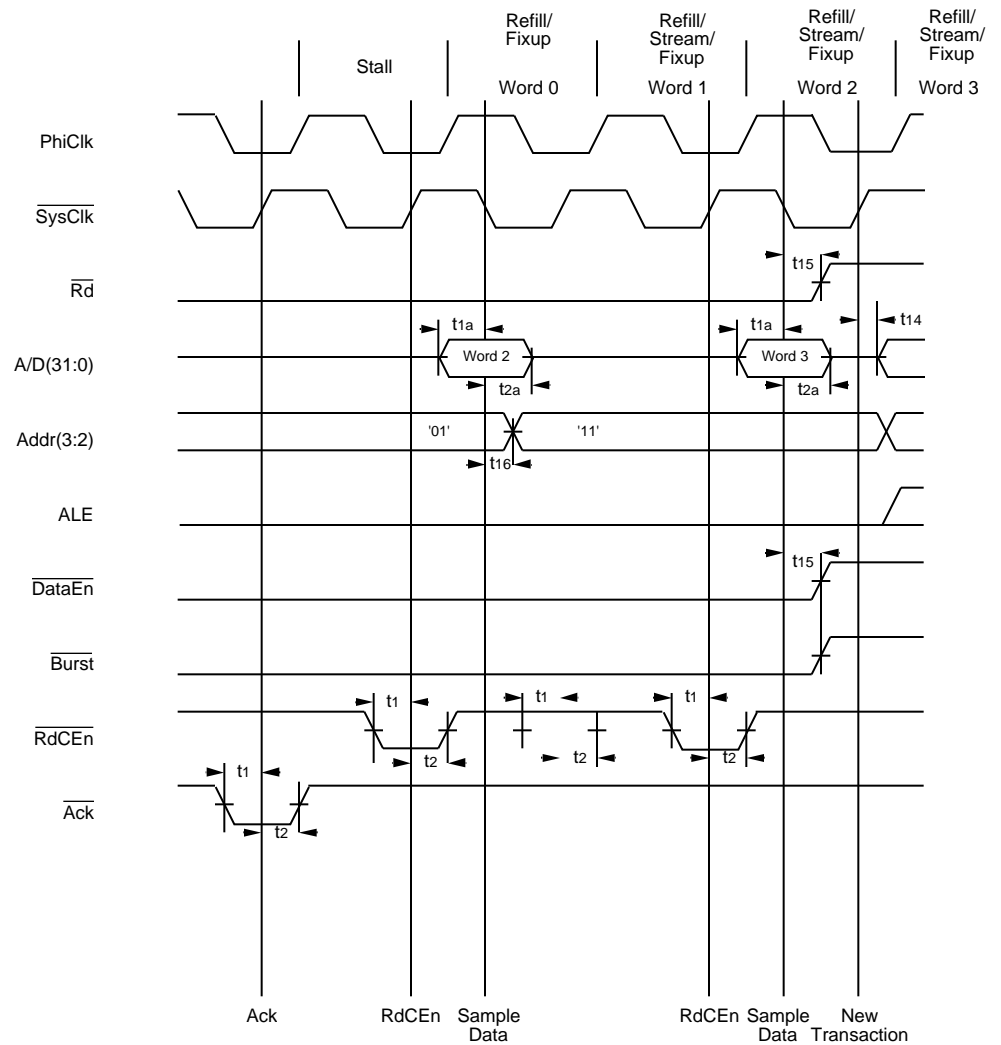 Refill/
Fixup
Refill/
Stream/
Fixup
Refill/
Stream/
Fixup
Refill/
Stream/
Fixup
Stall
Word 0
Word 1
Word 2
Word 3
PhiClk
SysClk
Rd
t15
A/D(31:0)
t1a
Word 2
t2a
t1a
Word 3
t2a
t14
Addr(3:2)
'01'
'11'
t16
ALE
DataEn
t15
Burst
RdCEn
t1
t2
t1
t2
t1
t2
Ack
t1
t2
Ack
RdCEn
Sample
Data
RdCEn
Sample
Data
New
Transaction